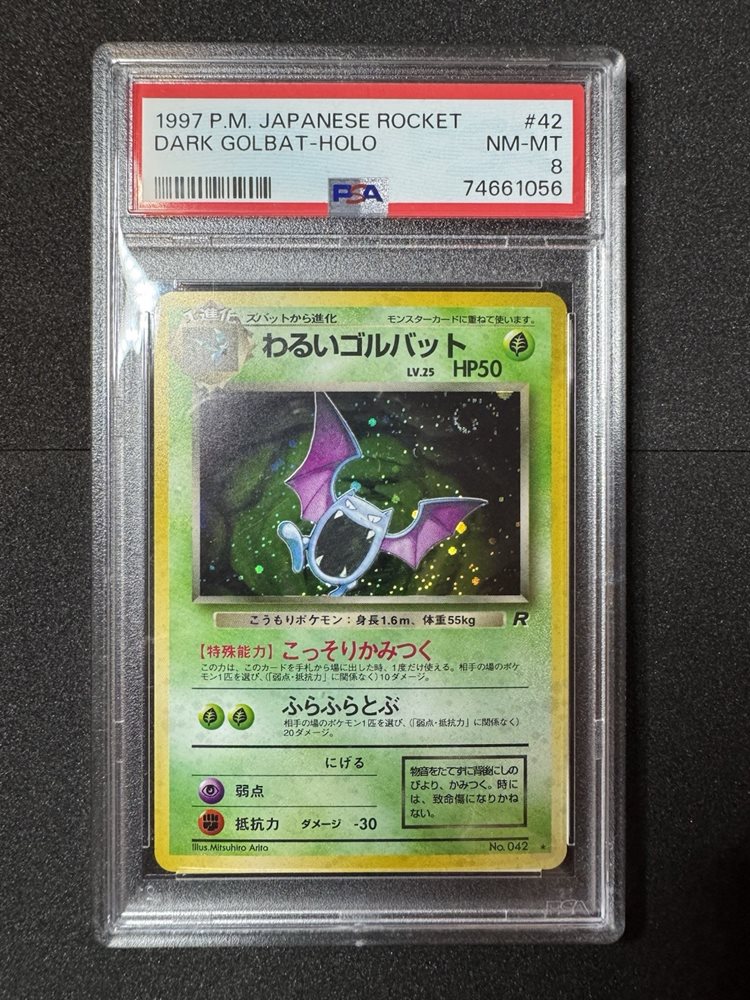 1997 P.M. JAPANESE ROCKET #42
DARK GOLBAT-HOLO NM-MT
8
PSA 74661056
1進化 ズバットから進化 モンスターカードに重ねて使います。
わるいゴルバット
LV.25 HP50
こうもりポケモン:身長1.6m、体重55kg R
【特殊能力】こっそりかみつく
この力は、このカードを手札から場に出した時、1度だけ使える。相手の場のポケ
モン1匹を選び、(「弱点・抵抗力」に関係なく)10ダメージ。
ふらふらとぶ
相手の場のポケモン1匹を選び、(「弱点・抵抗力」に関係なく)
20ダメージ。
にげる
弱点
抵抗力 ダメージ -30
物音をたてずに背後にしの
びより、かみつく。時に
は、致命傷になりかね
ない。
Illus.Mitsuhiro Arita
No.042 ★
PSA